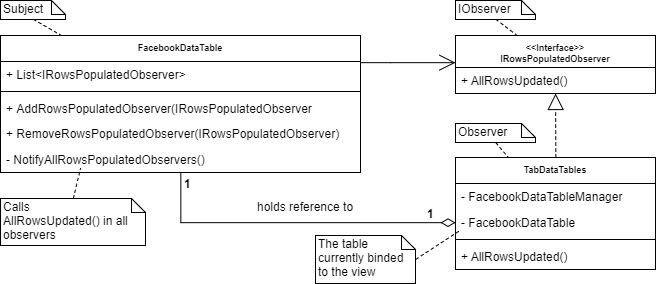 Subject
IObserver
FacebookDataTable
+ List<IRowsPopulatedObserver>
+ AddRowsPopulatedObserver(IRowsPopulatedObserver
+ RemoveRowsPopulatedObserver(IRowsPopulatedObserver)
- NotifyAllRowsPopulatedObservers()
<<Interface>>
IRowsPopulatedObserver
+ AllRowsUpdated()
Observer
TabDataTables
- FacebookDataTableManager
- FacebookDataTable
+ AllRowsUpdated()
Calls
AllRowsUpdated() in all
observers
1
holds reference to
1
The table
currently binded
to the view